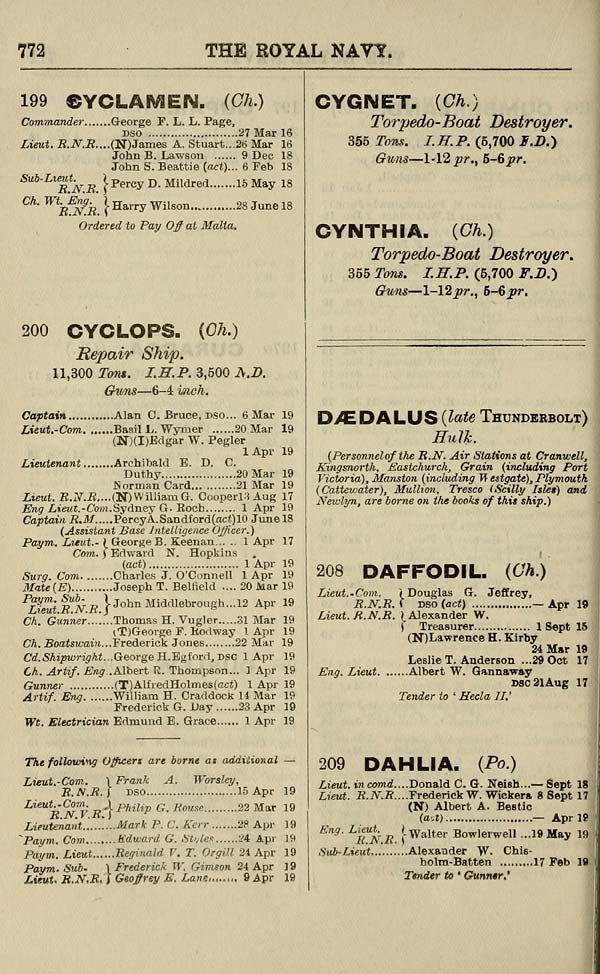 772 THE ROYAL NAVY.
199 CYCLAMEN. (Ch.)
Commander.......George F. L. L. Page,
DSO .....................27 Mar 16
Lieut. R.N.R....(N)James A. Stuart...26 Mar 16
John B. Lawson ...... 9 Dec 18
John S. Beattie (act)... 6 Feb 18
Sub-Lieut. R.N.R. } Percy D. Mildred.......15 May 18
Ch. Wt. Eng. R.N.R. } Harry Wilson...........28 June 18
Ordered to Pay Off at Malta.
200 CYCLOPS. (Ch.)
Repair Ship.
11,300 Tons. I.H.P. 3,500 N.D.
Guns—6-4 inch.
Captain............Alan C. Bruce, DSO... 6 Mar 19
Lieut.-Com. ......Basil L. Wymer ......20 Mar 19
(N)(I)Edgar W. Pegler
1 Apr 19
Lieutenant........Archibald E. D. C.
Duthy...................20 Mar 19
Norman Card.........21 Mar 19
Lieut. R.N.R....(N)William G. Cooper13 Aug 17
Eng Lieut.-Com.Sydney G. Roch........ 1 Apr 19
Captain R.M.....PercyA.Sandford(act)10 June18
(Assistant Base Intelligence Officer.)
Paym. Lieut.- Com. } George B. Keenan... .. 1 Apr 17
Edward N. Hopkins
(act)........................ 1 Apr 19
Surg. Com. .......Charles J. O'Connell 1 Apr 19
Mate (E)............Joseph T. Belfield .... 20 Mar 19
Paym. Sub-Lieut.R.N.R. } John Middlebrough...12 Apr 19
Ch. Gunner.......Thomas H. Vugler.....31 Mar 19
(T)George F. Rodway 1 Apr 19
Ch. Boatswain...Frederick Jones........22 Mar 19
Cd.Shipwright...George H.Egford, DSC 1 Apr 19
Ch. Artif. Eng .Albert R. Thompson... 1 Apr 19
Gunner ............(T)AlfredHolmes(act) 1 Apr 19
Artif. Eng. ......William H. Craddock 14 Mar 19
Frederick G. Day ......23 Apr 19
Wt. Electrician Edmund E. Grace...... 1 Apr 19
The following Officers are borne as additional —
Lieut.-Com. R.N.R. } Frank A. Worsley,
DSO.....................15 Apr 19
Lieut.-Com. R.N.V.R. } Philip G. Rouse.......22 Mar 19
Lieutenant........Mark P. C. Kerr .......28 Apr 19
Paym. Com........Edward G. Styles......24 Apr 19
Paym. Lieut......Reginald V. T. Orgill 24 Apr 19
Paym. Sub-Lieut. R.N.R. } Frederick W. Gimson 24 Apr 19
Geoffrey E. Lane........ 9 Apr 19
CYGNET. (Ch.)
Torpedo-Boat Destroyer.
355 Tons. I.H.P. (5,700 F.D.)
Guns—1-12 pr., 5-6 pr.
CYNTHIA. (Ch.)
Torpedo-Boat Destroyer.
355 Tons. I.H.P. (5,700 F.D.)
Guns—1-12 pr., 5-6 pr.
DÆDALUS (late THUNDERBOLT)
Hulk.
(Personnel of the R.N. Air Stations at Cranwell,
Kingsnorth, Eastchurch, Grain (including Port
Victoria), Manston (including Westgate), Plymouth
(Cattewater), Mullion, Tresco (Scilly Isles) and
Newlyn, are borne on the books of this ship.)
208 DAFFODIL. (Ch.)
Lieut.-Com. R.N.R. } Douglas G. Jeffrey,
DSO (act) ...............— Apr 19
Lieut. R.N.R. } Alexander W.
Treasurer.............. 1 Sept 15
(N)Lawrence H. Kirby
24 Mar 19
Leslie T. Anderson ...29 Oct 17
Eng. Lieut. ......Albert W. Gannaway
DSC 21Aug 17
Tender to 'Hecla II.'
209 DAHLIA. (Po.)
Lieut. in comd....Donald C. G. Neish...— Sept 18
Lieut. R.N.R....Frederick W. Wickers 8 Sept 17
(N) Albert A. Bestic
(act).....................— Apr 19
Eng. Lieut. R.N.R. } Walter Bowlerwell ...19 May 19
Sub-Lieut..........Alexander W. Chis-
holm-Batten .........17 Feb 19
Tender to 'Gunner.'